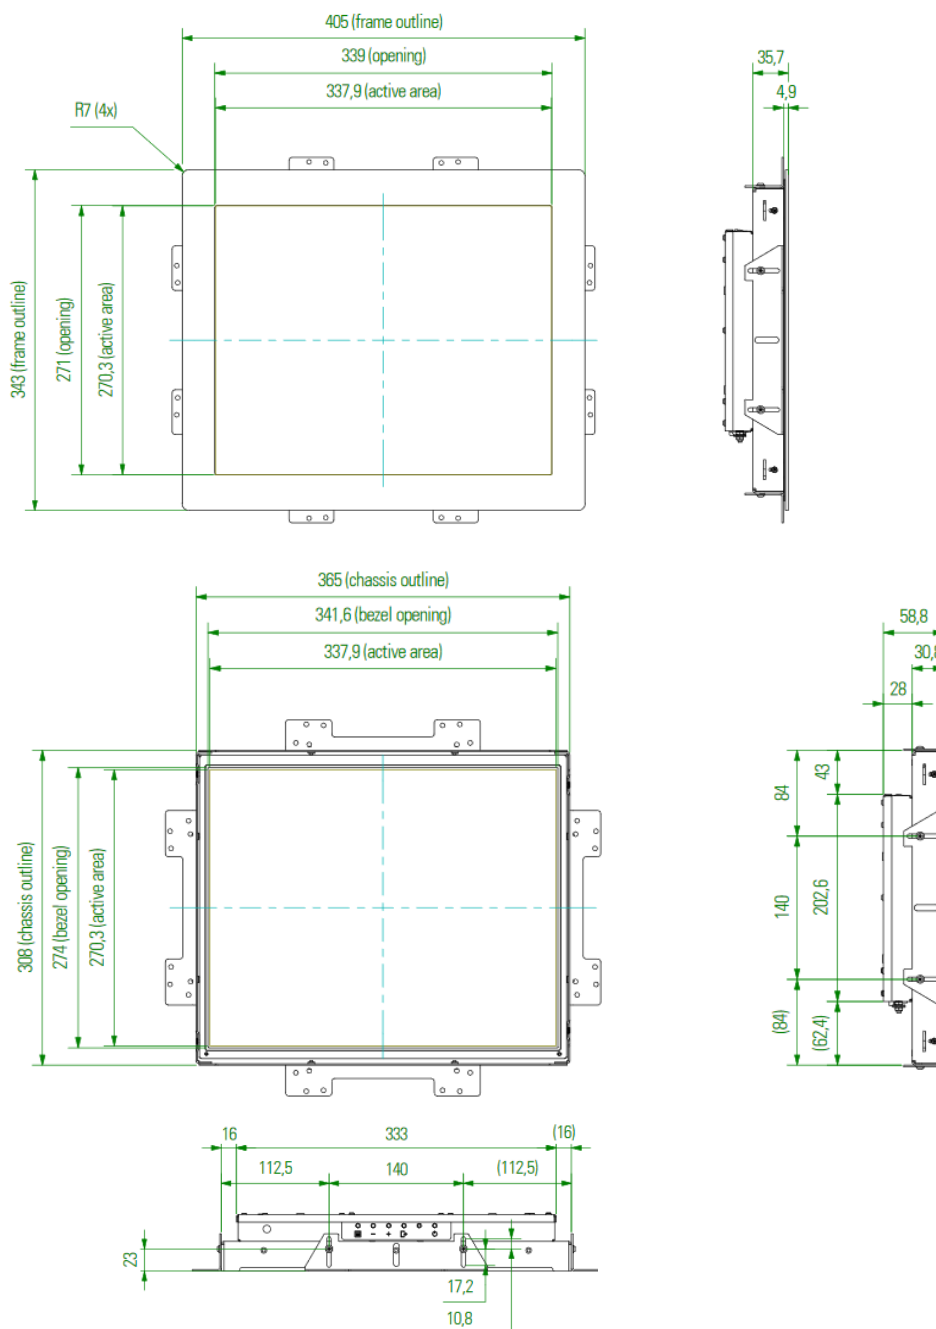 405 (frame outline)
339 (opening)
337,9 (active area)
R7 (4x)
35,7
4,9
343 (frame outline)
271 (opening)
270,3 (active area)
365 (chassis outline)
341,6 (bezel opening)
337,9 (active area)
58,8
30,8
28
308 (chassis outline)
274 (bezel opening)
270,3 (active area)
84
43
140
202,6
(84)
(62,4)
16
333
(16)
112,5
140
(112,5)
23
17,2
10,8